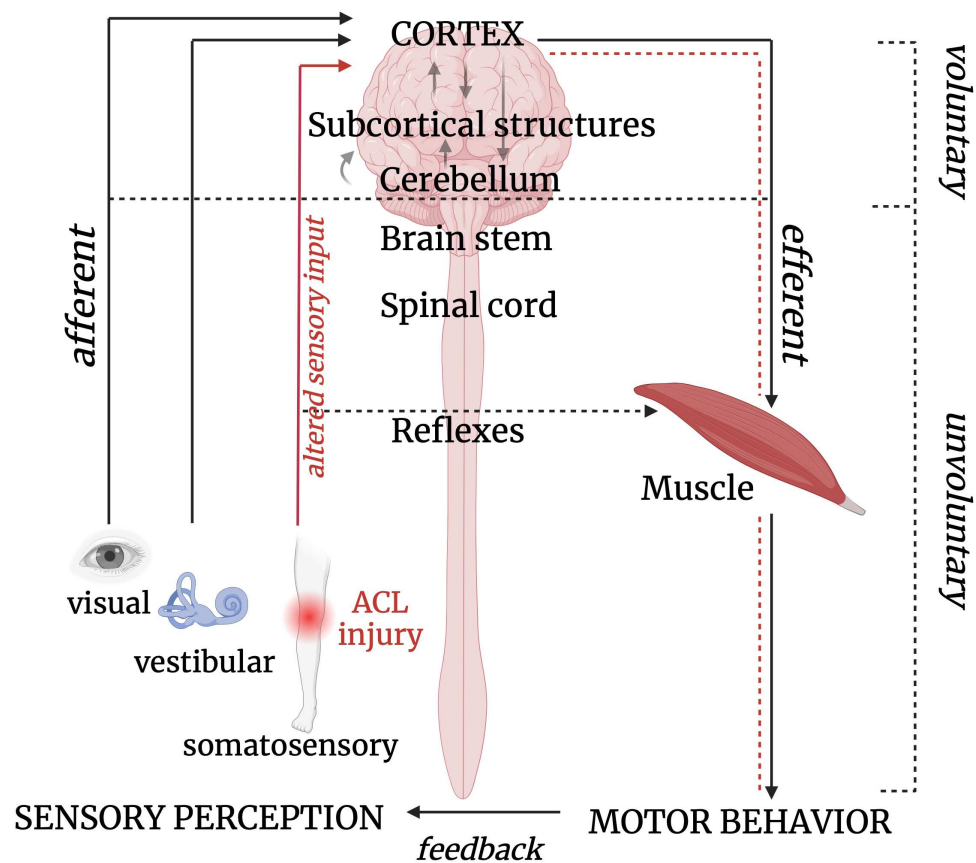 CORTEX
voluntary
Subcortical structures
Cerebellum
afferent
altered sensory input
Brain stem
efferent
Spinal cord
Reflexes
unvoluntary
Muscle
visual
ACL
injury
vestibular
somatosensory
SENSORY PERCEPTION
MOTOR BEHAVIOR
feedback